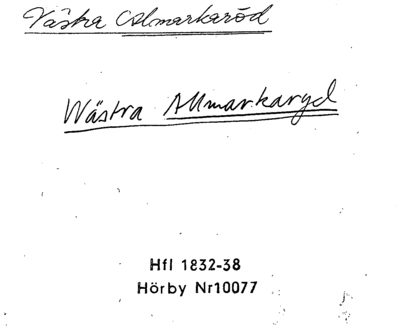 Västra Almarkaröd
Wästra Allmarkaryd
Hfl 1832-38
Hörby Nr10077